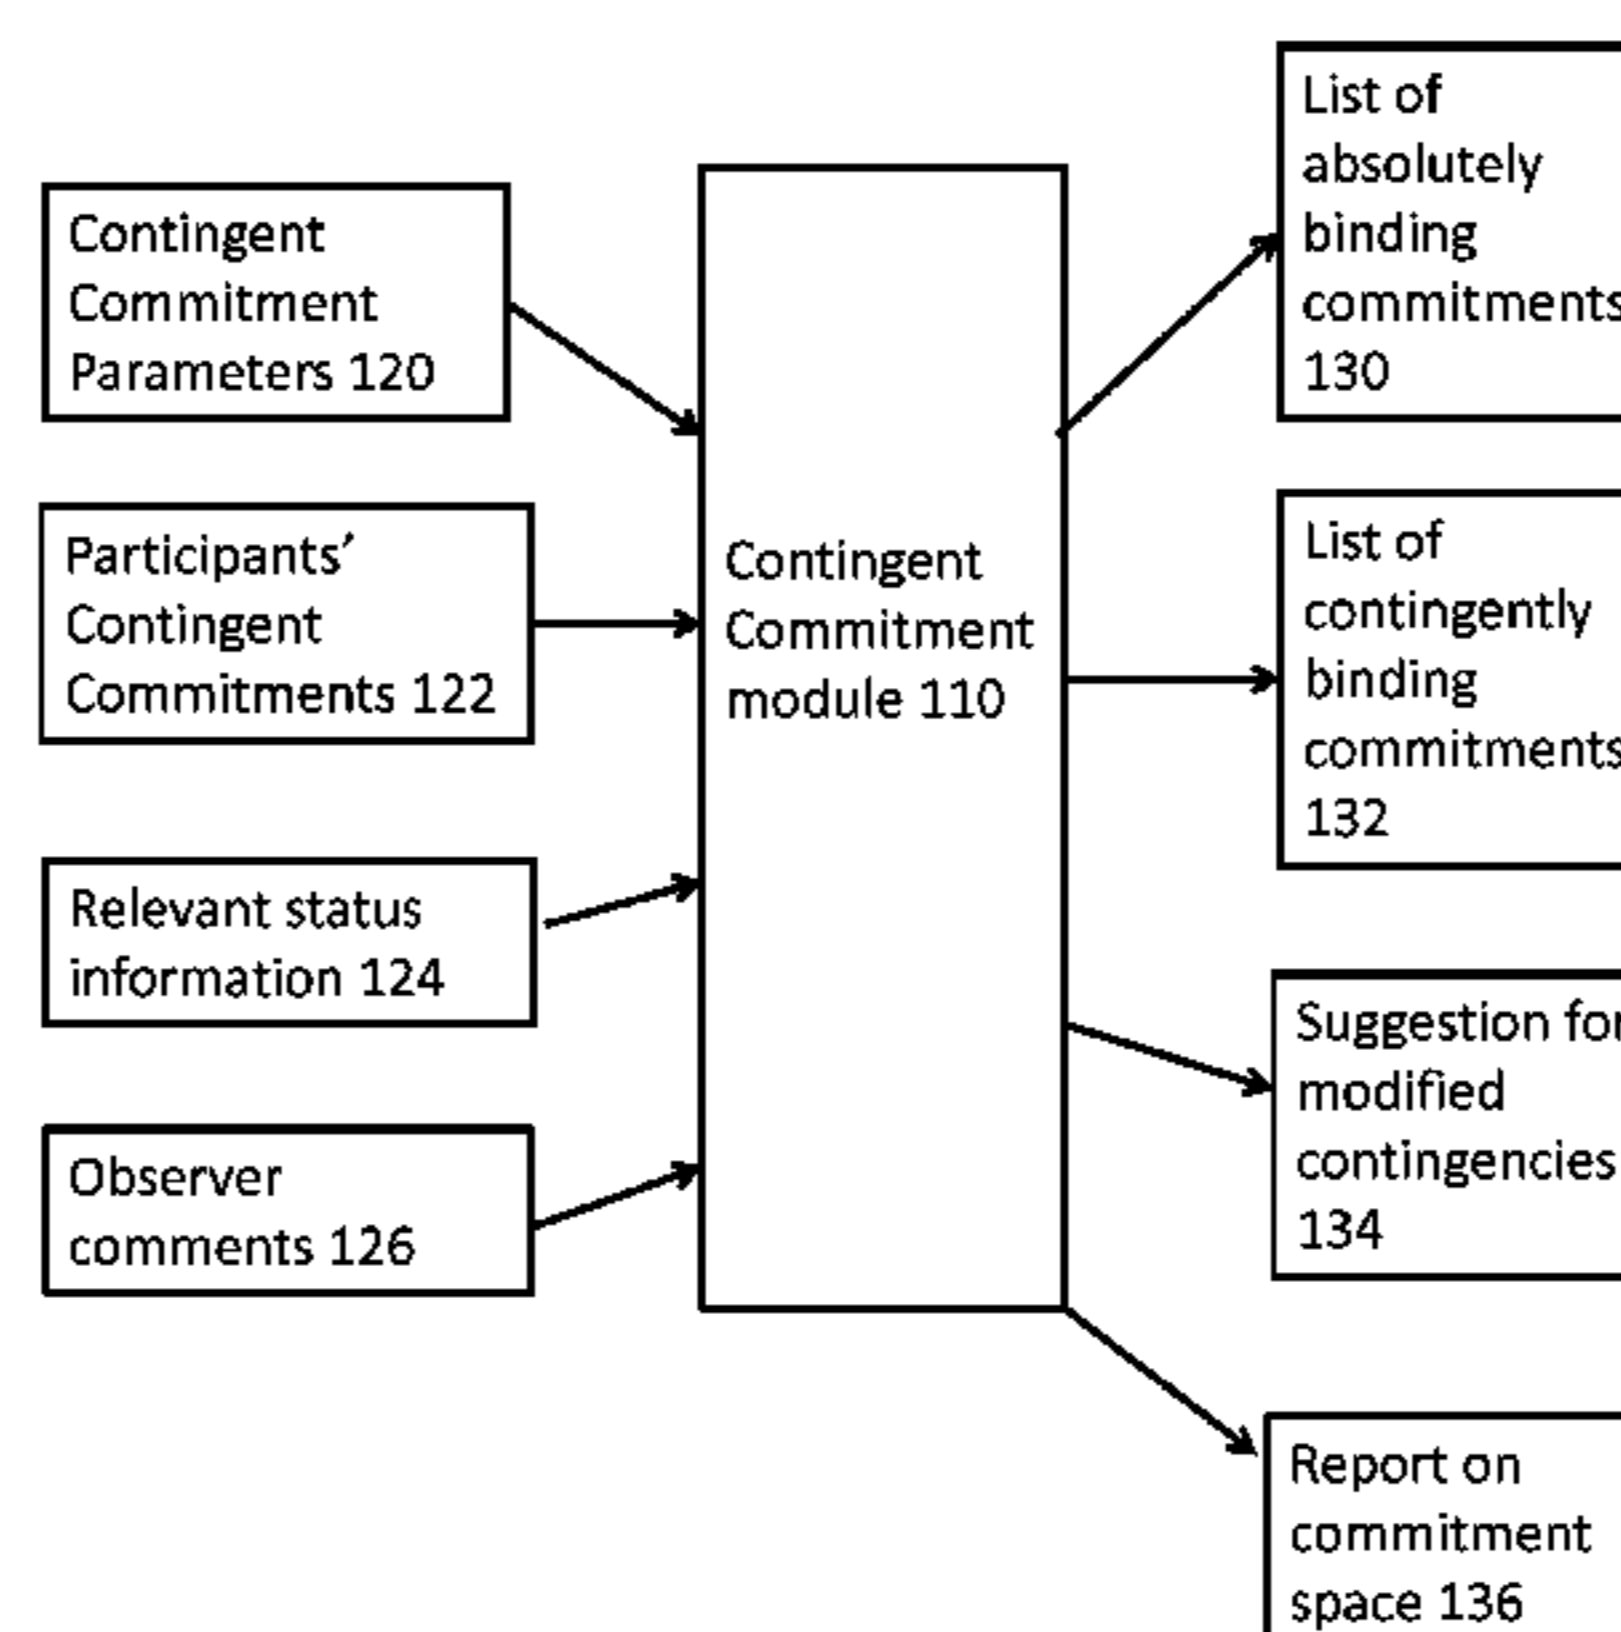 Contingent
Commitment
Parameters 120
Participants’
Contingent
Commitments 122
Relevant status
information 124
Observer
comments 126
Contingent
Commitment
module 110
List of
absolutely
binding
commitments
130
List of
contingently
binding
commitments
132
Suggestion for
modified
contingencies
134
Report on
commitment
space 136